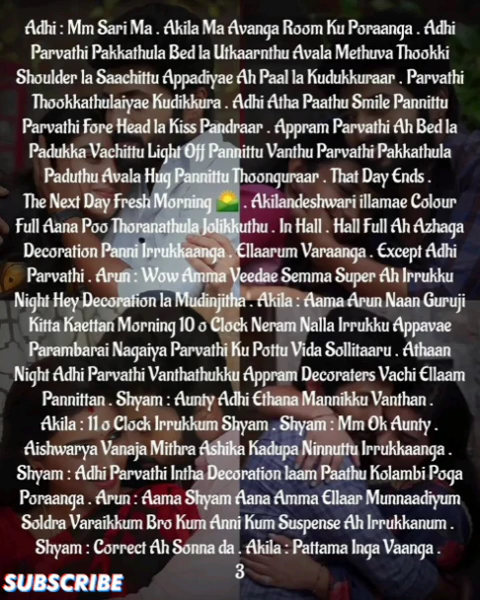 Adhi : Mm Sari Ma . Akila Ma Avanga Room Ku Poraanga . Adhi
Parvathi Pakkathula Bed la Utkaarnthu Avala Methuva Thookki
Shoulder la Saachittu Appadiyae Ah Paal la Kudukkuraar . Parvathi
Thookkathulaiyae Kudikkura . Adhi Atha Paathu Smile Pannittu
Parvathi Fore Head la Kiss Pandraar . Appram Parvathi Ah Bed la
Padukka Vachittu Light Off Pannittu Vanthu Parvathi Pakkathula
Paduthu Avala Hug Pannittu Thoonguraar . That Day Ends .
The Next Day Fresh Morning 🌄 . Akilandeshwari illamae Colour
Full Aana Poo Thoranathula Jolikkuthu . In Hall . Hall Full Ah Azhaga
Decoration Panni Irrukkaanga . Ellaarum Varaanga . Except Adhi
Parvathi . Arun : Wow Amma Veedae Semma Super Ah Irrukku
Night Hey Decoration la Mudinjitha . Akila : Aama Arun Naan Guruji
Kitta Kaettan Morning 10 o Clock Neram Nalla Irrukku Appavae
Parambarai Nagaiya Parvathi Ku Pottu Vida Sollitaaru . Athaan
Night Adhi Parvathi Vanthathukku Appram Decoraters Vachi Ellaam
Pannittan . Shyam : Aunty Adhi Ethana Mannikku Vanthan .
Akila : 11 o Clock Irrukkum Shyam . Shyam : Mm Ok Aunty .
Aishwarya Vanaja Mithra Ashika Kadupa Ninnuttu Irrukkaanga .
Shyam : Adhi Parvathi Intha Decoration laam Paathu Kolambi Poga
Poraanga . Arun : Aama Shyam Aana Amma Ellaar Munnaadiyum
Soldra Varaikkum Bro Kum Anni Kum Suspense Ah Irrukkanum .
Shyam : Correct Ah Sonna da . Akila : Pattama Inga Vaanga .
SUBSCRIBE
3